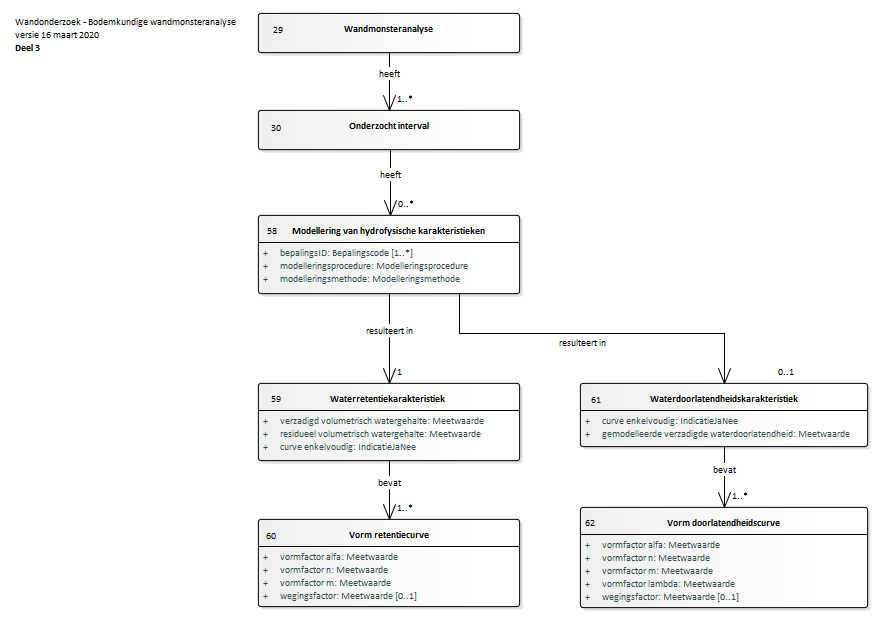 Wandonderzoek - Bodemkundige wandmonsteranalyse
versie 16 maart 2020
Deel 3
29 Wandmonsteranalyse
heeft
1..*
30 Onderzocht interval
heeft
0..*
58 Modellering van hydrofysische karakteristieken
+ bepalingsID: Bepalingscode [1..*]
+ modelleringsprocedure: Modelleringsprocedure
+ modelleringsmethode: Modelleringsmethode
resulteert in
1
resulteert in
0..1
59 Waterretentiekarakteristiek
+ verzadigd volumetrisch watergehalte: Meetwaarde
+ residueel volumetrisch watergehalte: Meetwaarde
+ curve enkelvoudig: IndicatieJaNee
61 Waterdoorlatendheidskarakteristiek
+ curve enkelvoudig: IndicatieJaNee
+ gemodelleerde verzadigde waterdoorlatendheid: Meetwaarde
bevat
1..*
bevat
1..*
60 Vorm retentiecurve
+ vormfactor alfa: Meetwaarde
+ vormfactor n: Meetwaarde
+ vormfactor m: Meetwaarde
+ wegingsfactor: Meetwaarde [0..1]
62 Vorm doorlatendheidscurve
+ vormfactor alfa: Meetwaarde
+ vormfactor n: Meetwaarde
+ vormfactor m: Meetwaarde
+ vormfactor lambda: Meetwaarde
+ wegingsfactor: Meetwaarde [0..1]